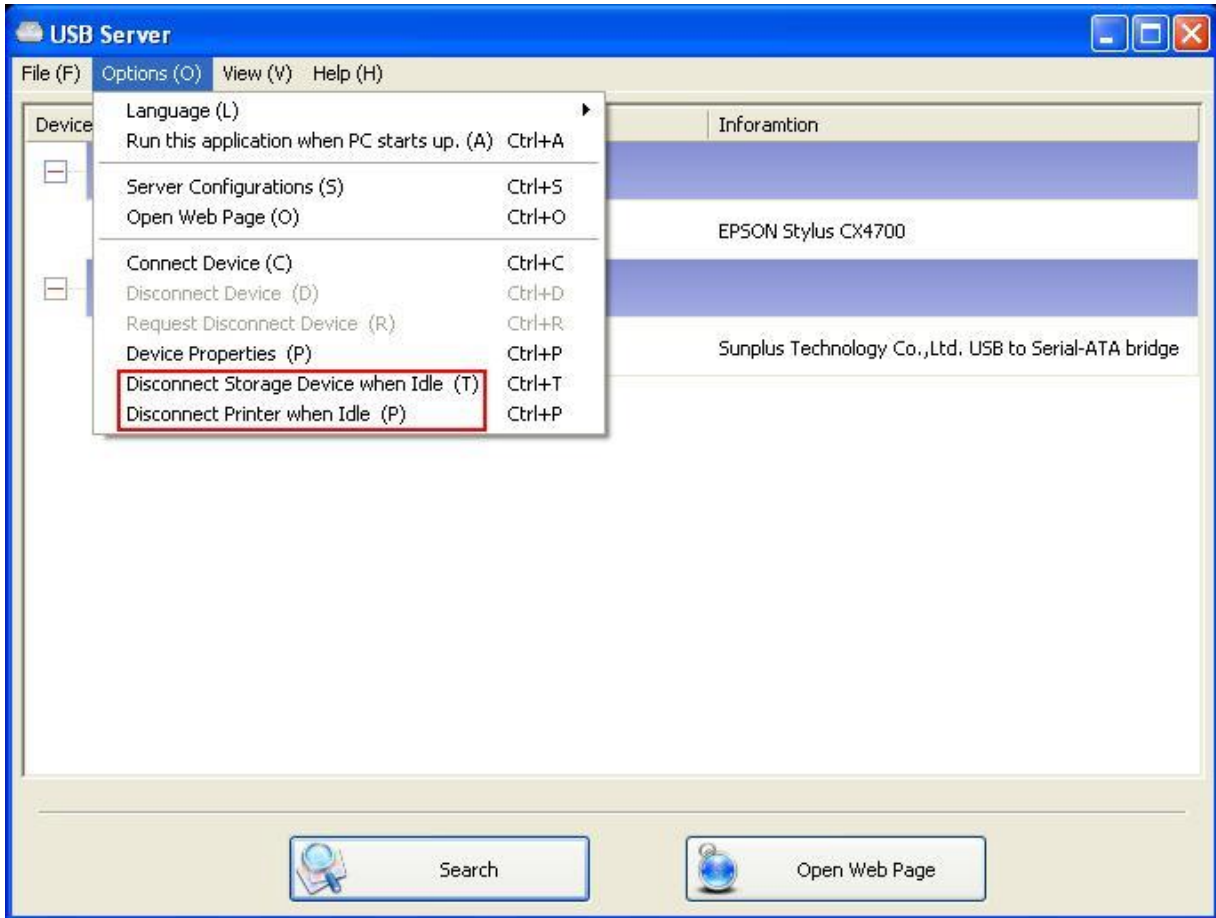 USB Server
File (F) Options (O) View (V) Help (H)
Device
Inforamtion
Language (L)
Run this application when PC starts up. (A) Ctrl+A
Server Configurations (S) Ctrl+S
Open Web Page (O) Ctrl+O
Connect Device (C) Ctrl+C
Disconnect Device (D) Ctrl+D
Request Disconnect Device (R) Ctrl+R
Device Properties (P) Ctrl+P
Disconnect Storage Device when Idle (T) Ctrl+T
Disconnect Printer when Idle (P) Ctrl+P
EPSON Stylus CX4700
Sunplus Technology Co.,Ltd. USB to Serial-ATA bridge
Search
Open Web Page